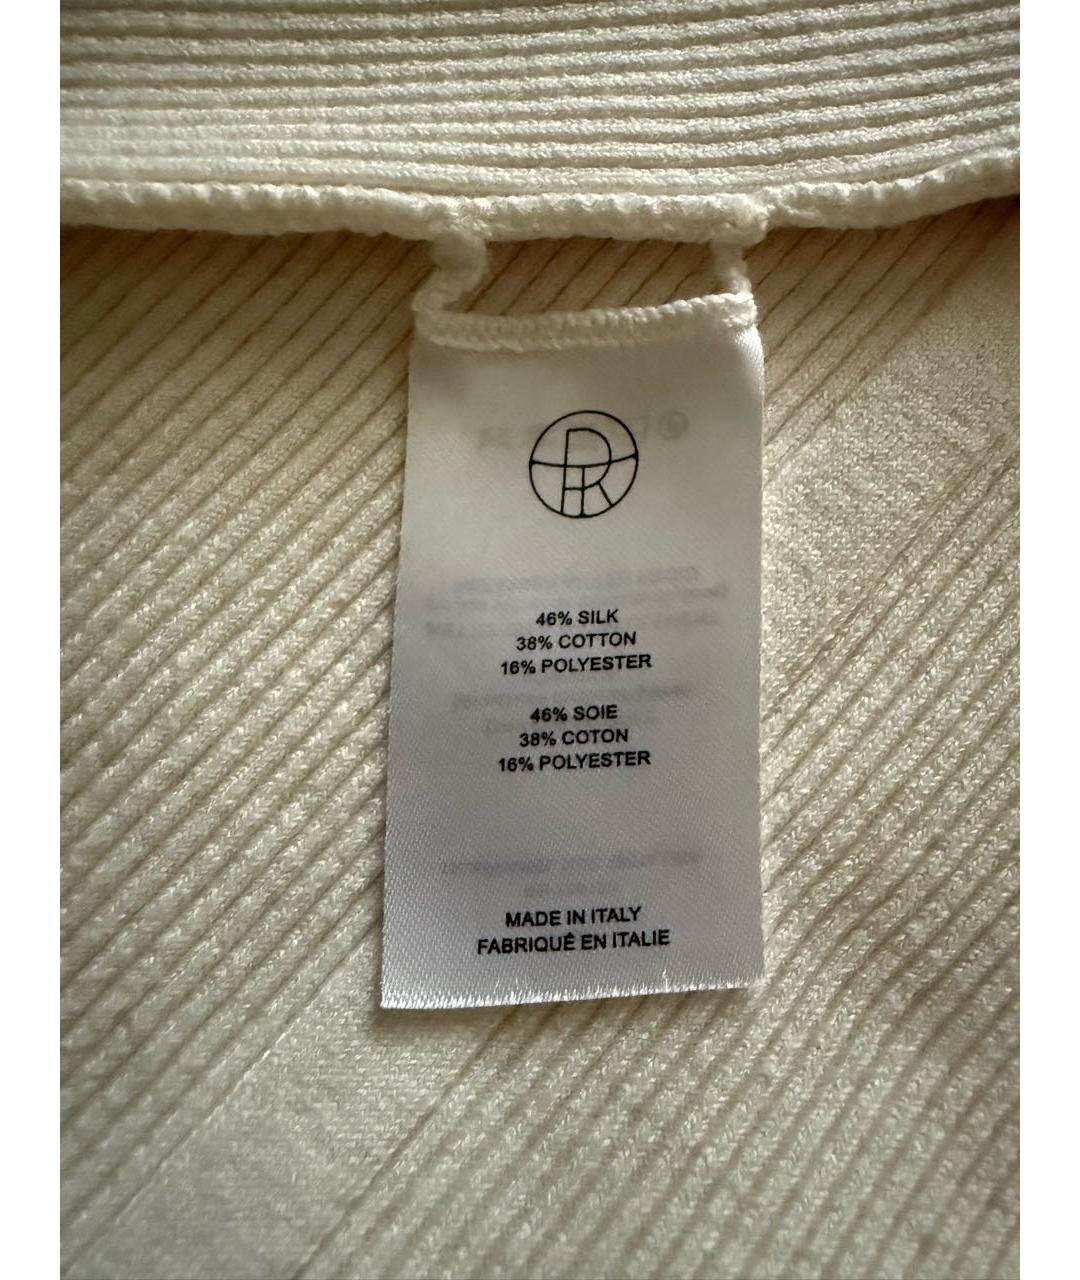 46% SILK
38% COTTON
16% POLYESTER
46% SOIE
38% COTON
16% POLYESTER
MADE IN ITALY
FABRIQUÉ EN ITALIE